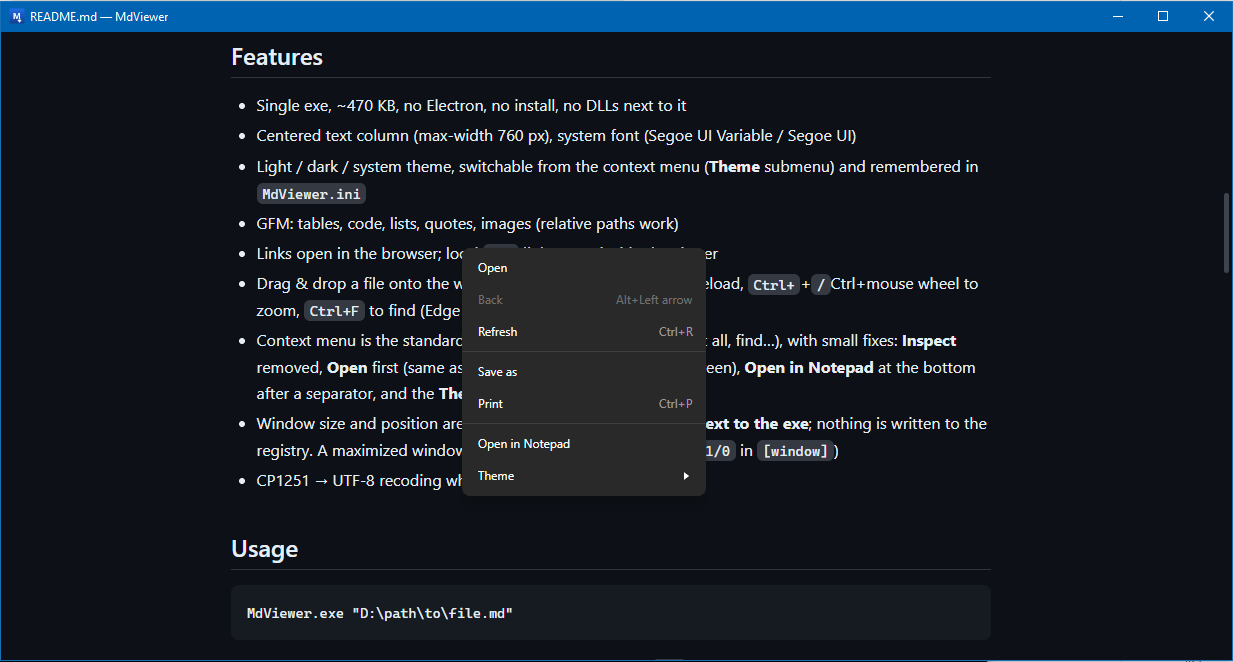 README.md — MdViewer
Features
Single exe, ~470 KB, no Electron, no install, no DLLs next to it
Centered text column (max-width 760 px), system font (Segoe UI Variable / Segoe UI)
Light / dark / system theme, switchable from the context menu (Theme submenu) and remembered in
MdViewer.ini
GFM: tables, code, lists, quotes, images (relative paths work)
Links open in the browser;
Drag & drop a file onto the Ctrl+ + / Ctrl+mouse wheel to
zoom, Ctrl+F to find (Edge
Context menu is the standard all, find...), with small fixes: Inspect
removed, Open first (same as Open in Notepad at the bottom
after a separator, and the
Window size and position are next to the exe; nothing is written to the
registry. A maximized window 1/0 in [window])
CP1251 → UTF-8 recoding
Open
Back Alt+Left arrow
Refresh Ctrl+R
Save as
Print Ctrl+P
Open in Notepad
Theme
Usage
MdViewer.exe "D:\path\to\file.md"